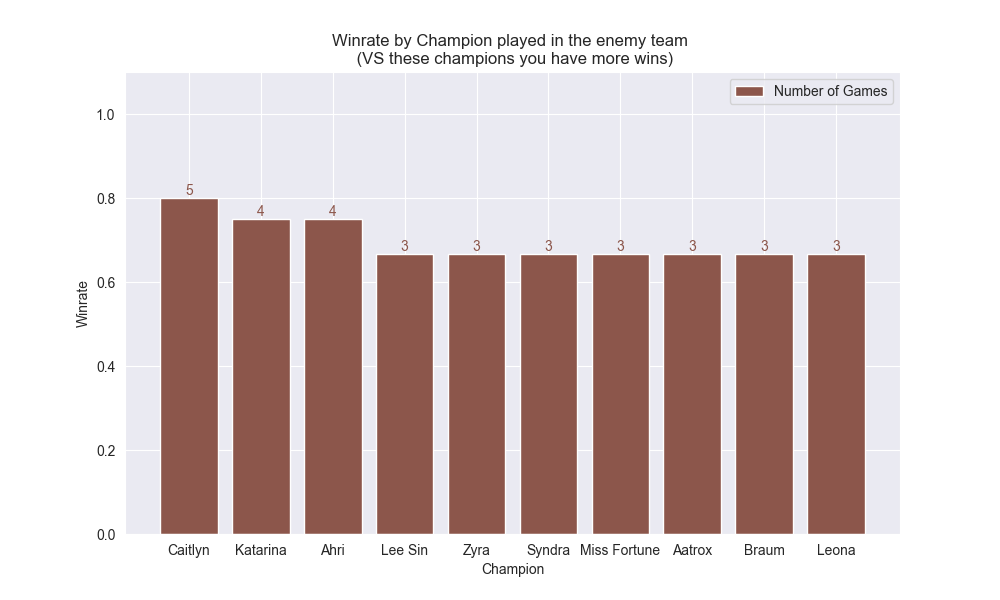 Winrate by Champion played in the enemy team
(VS these champions you have more wins)
Number of Games
1.0
0.8
0.6
0.4
0.2
0.0
Winrate
5
4
4
3
3
3
3
3
3
3
Caitlyn Katarina Ahri Lee Sin Zyra Syndra Miss Fortune Aatrox Braum Leona
Champion